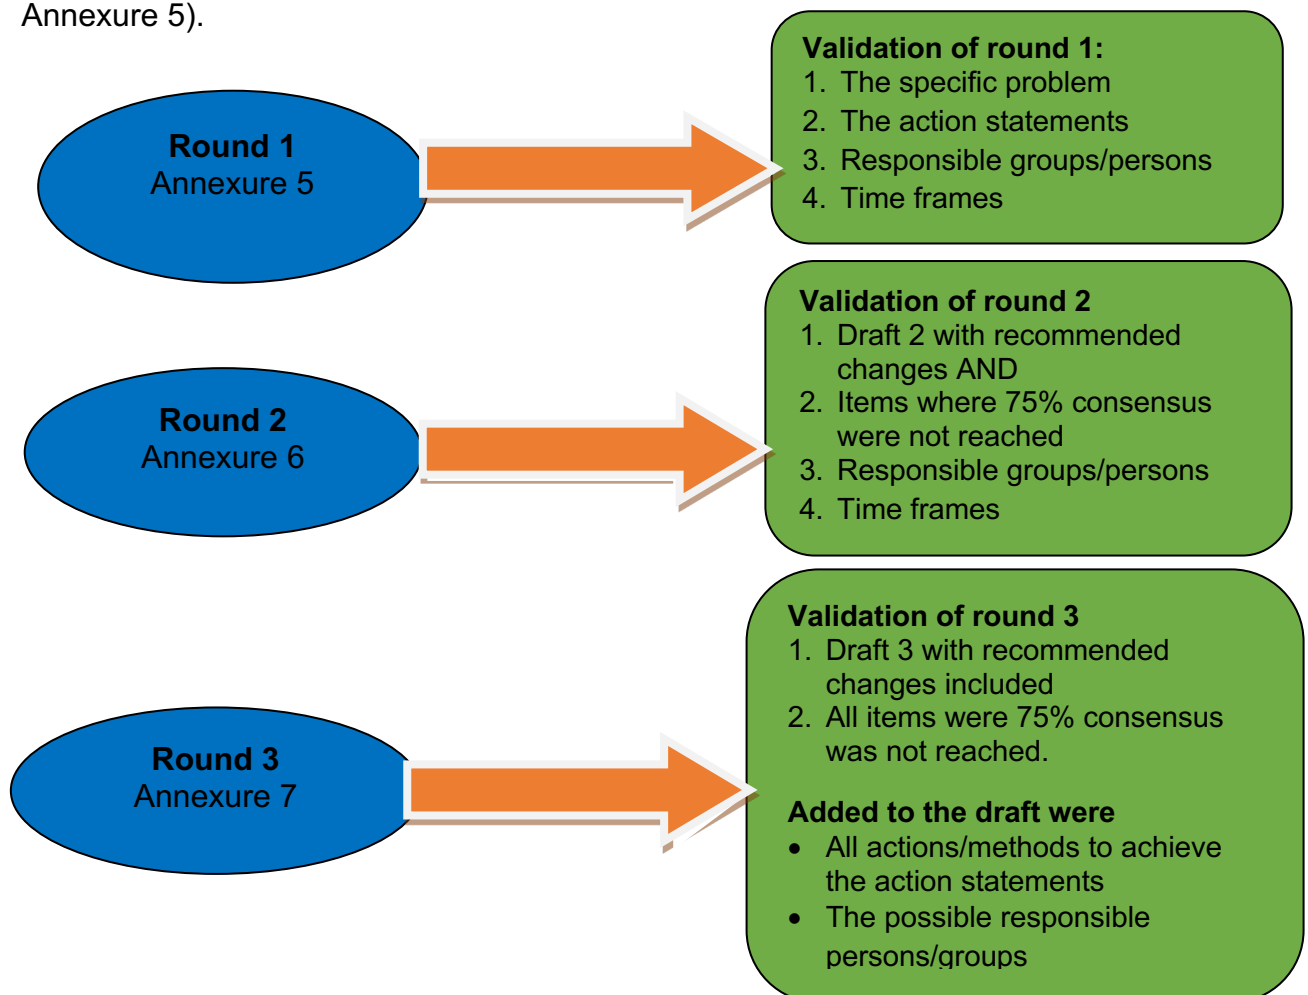 Annexure 5).
Round 1
Annexure 5
Validation of round 1:
1. The specific problem
2. The action statements
3. Responsible groups/persons
4. Time frames
Round 2
Annexure 6
Validation of round 2
1. Draft 2 with recommended
changes AND
2. Items where 75% consensus
were not reached
3. Responsible groups/persons
4. Time frames
Round 3
Annexure 7
Validation of round 3
1. Draft 3 with recommended
changes included
2. All items were 75% consensus
was not reached.
Added to the draft were
• All actions/methods to achieve
the action statements
• The possible responsible
persons/groups